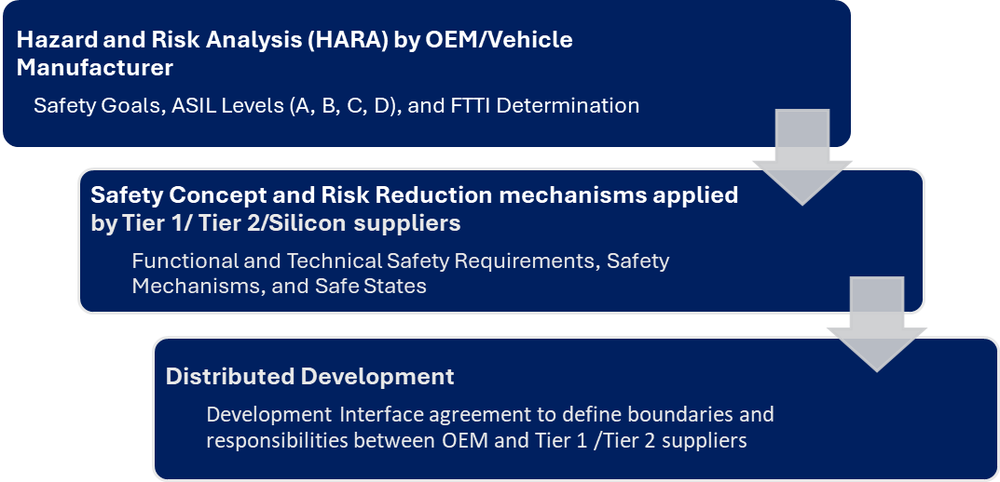 Hazard and Risk Analysis (HARA) by OEM/Vehicle
Manufacturer
Safety Goals, ASIL Levels (A, B, C, D), and FTTI Determination
Safety Concept and Risk Reduction mechanisms applied
by Tier 1/ Tier 2/Silicon suppliers
Functional and Technical Safety Requirements, Safety
Mechanisms, and Safe States
Distributed Development
Development Interface agreement to define boundaries and
responsibilities between OEM and Tier 1 /Tier 2 suppliers